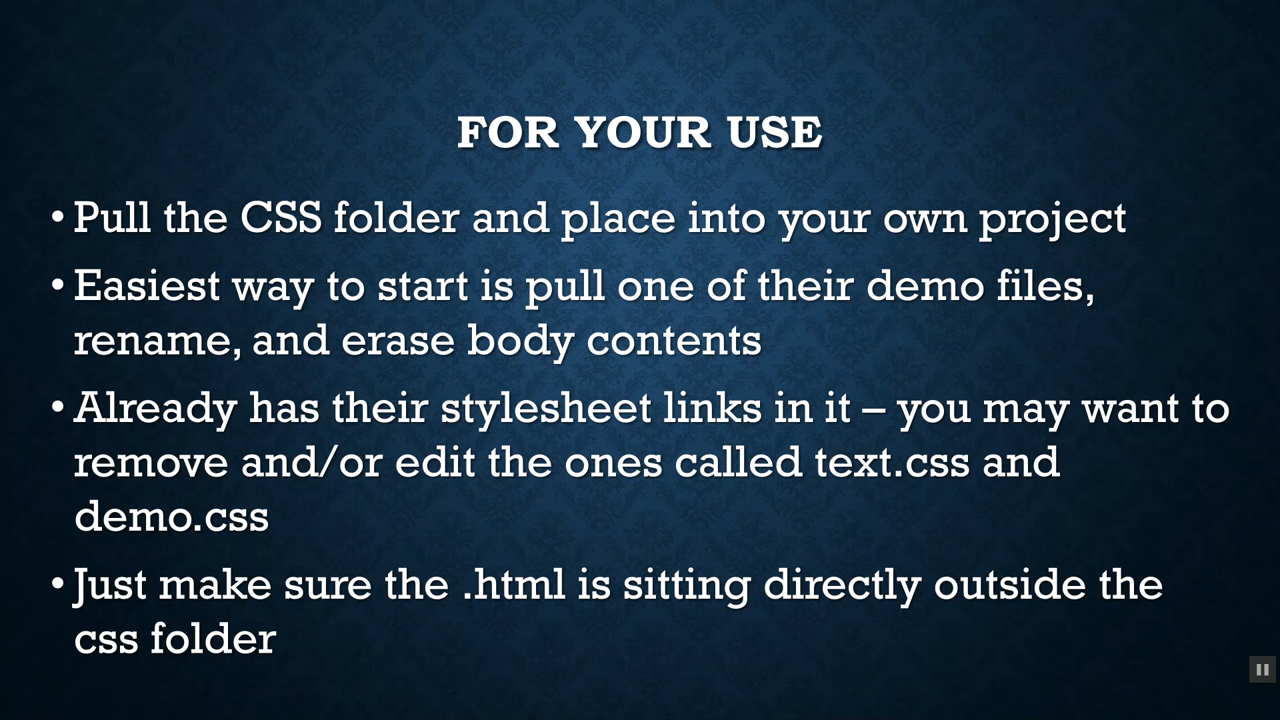 FOR YOUR USE
• Pull the CSS folder and place into your own project
• Easiest way to start is pull one of their demo files,
rename, and erase body contents
• Already has their stylesheet links in it – you may want to
remove and/or edit the ones called text.css and
demo.css
• Just make sure the .html is sitting directly outside the
css folder